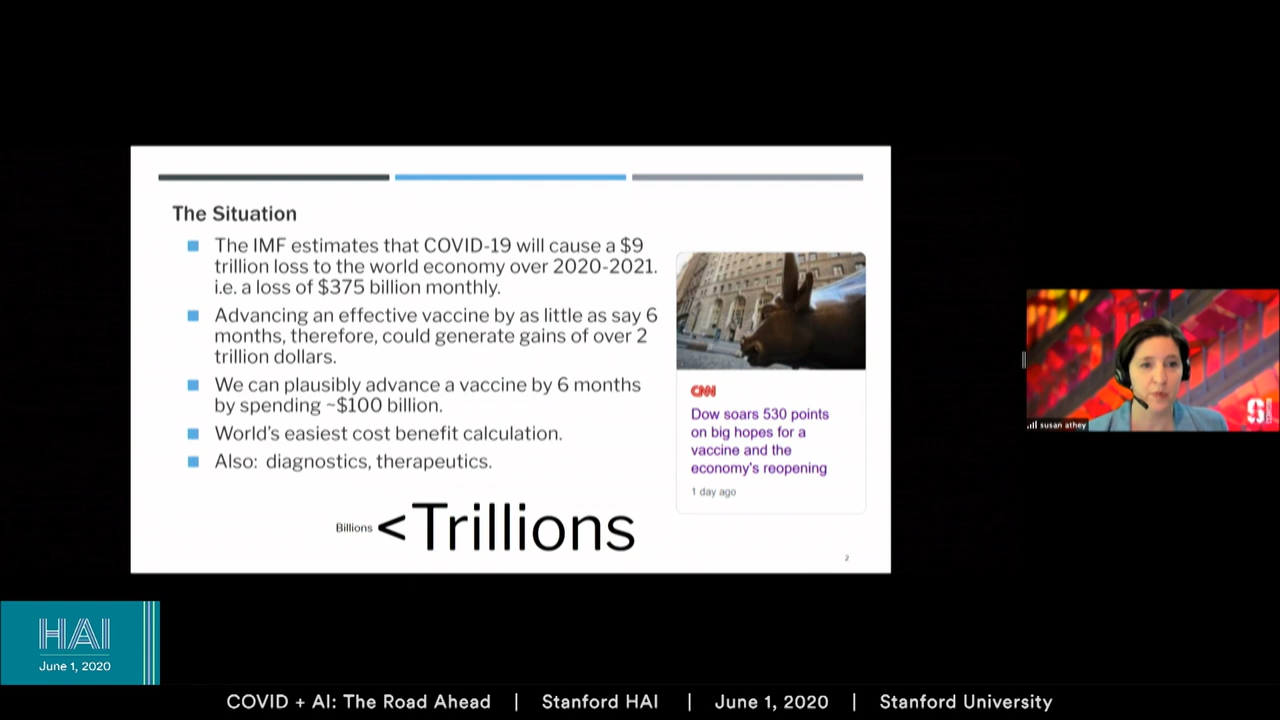 The Situation
The IMF estimates that COVID-19 will cause a $9
trillion loss to the world economy over 2020-2021.
i.e. a loss of $375 billion monthly.
Advancing an effective vaccine by as little as say 6
months, therefore, could generate gains of over 2
trillion dollars.
We can plausibly advance a vaccine by 6 months
by spending ~$100 billion.
World's easiest cost benefit calculation.
Also: diagnostics, therapeutics.
Billions <Trillions
CNN
Dow soars 530 points
on big hopes for a
vaccine and the
economy's reopening
1 day ago
2
susan athey
S
HAI
June 1, 2020
COVID + AI: The Road Ahead | Stanford HAI | June 1, 2020 | Stanford University